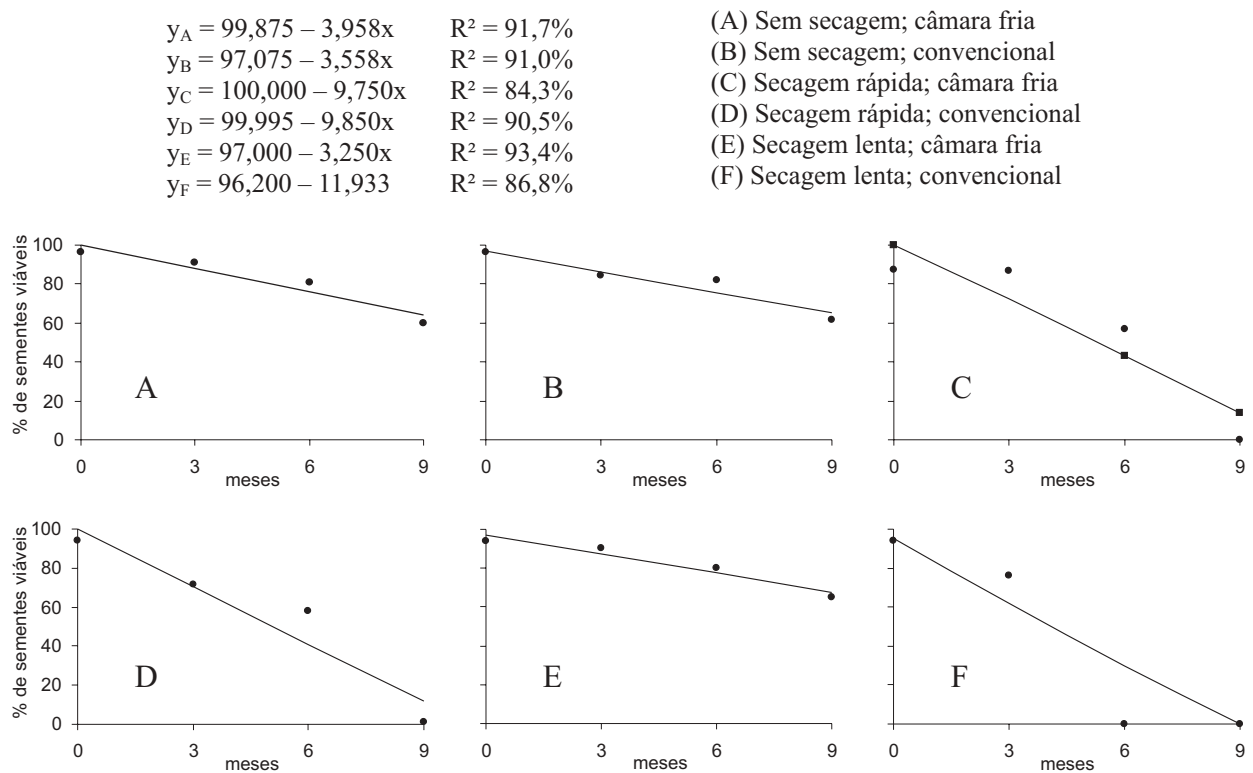 y_A = 99,875 – 3,958x R² = 91,7% (A) Sem secagem; câmara fria
y_B = 97,075 – 3,558x R² = 91,0% (B) Sem secagem; convencional
y_C = 100,000 – 9,750x R² = 84,3% (C) Secagem rápida; câmara fria
y_D = 99,995 – 9,850x R² = 90,5% (D) Secagem rápida; convencional
y_E = 97,000 – 3,250x R² = 93,4% (E) Secagem lenta; câmara fria
y_F = 96,200 – 11,933 R² = 86,8% (F) Secagem lenta; convencional
% de sementes viáveis
100
80
60
40
20
0
A
0 3 6 9
meses
B
0 3 6 9
meses
100
80
60
40
20
0
C
0 3 6 9
meses
% de sementes viáveis
100
80
60
40
20
0
D
0 3 6 9
meses
E
0 3 6 9
meses
F
0 3 6 9
meses